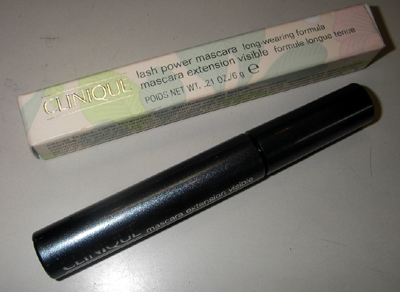 CLINIQUE
lash power mascara long-wearing formula
mascara extension visible formule longue tenue
POIDS NET WT. .21 OZ./6 g ℮
CLINIQUE mascara extension visible